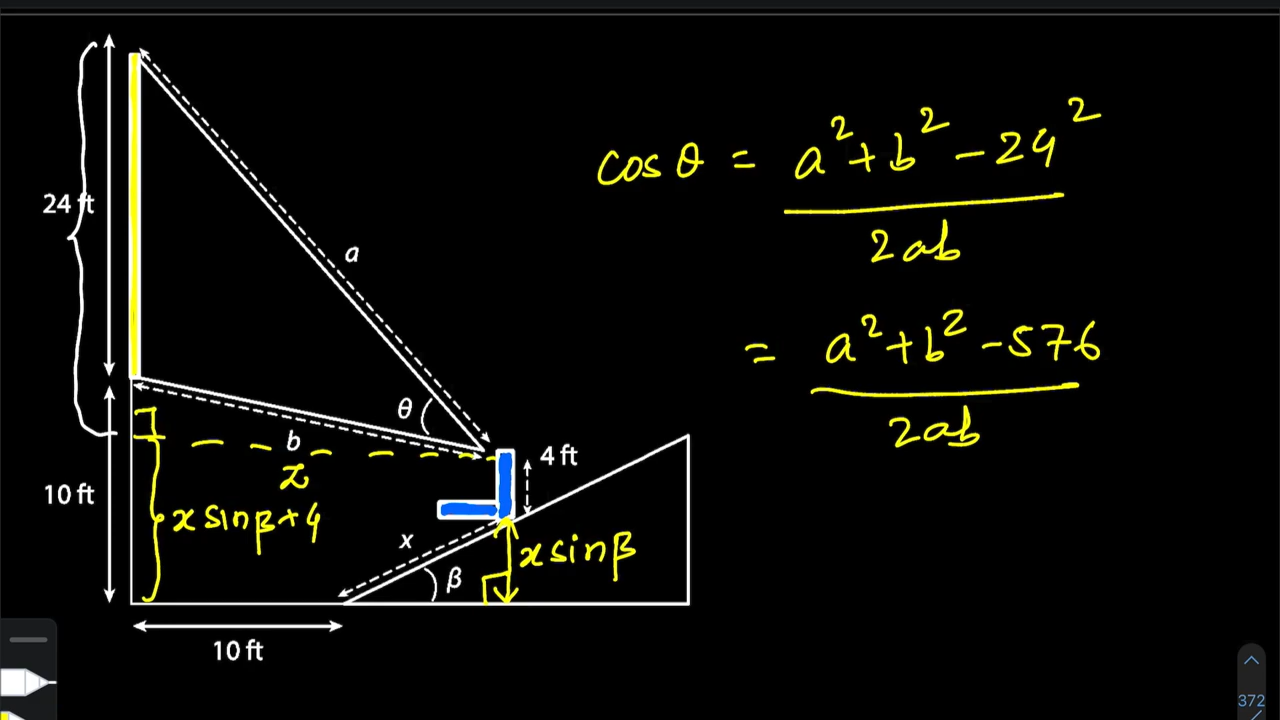 24 ft
a
θ
b
z
4 ft
10 ft
x sinβ+4
x
β
x sinβ
10 ft
cos θ = a²+b²-24²
2ab
= a²+b²-576
2ab
372